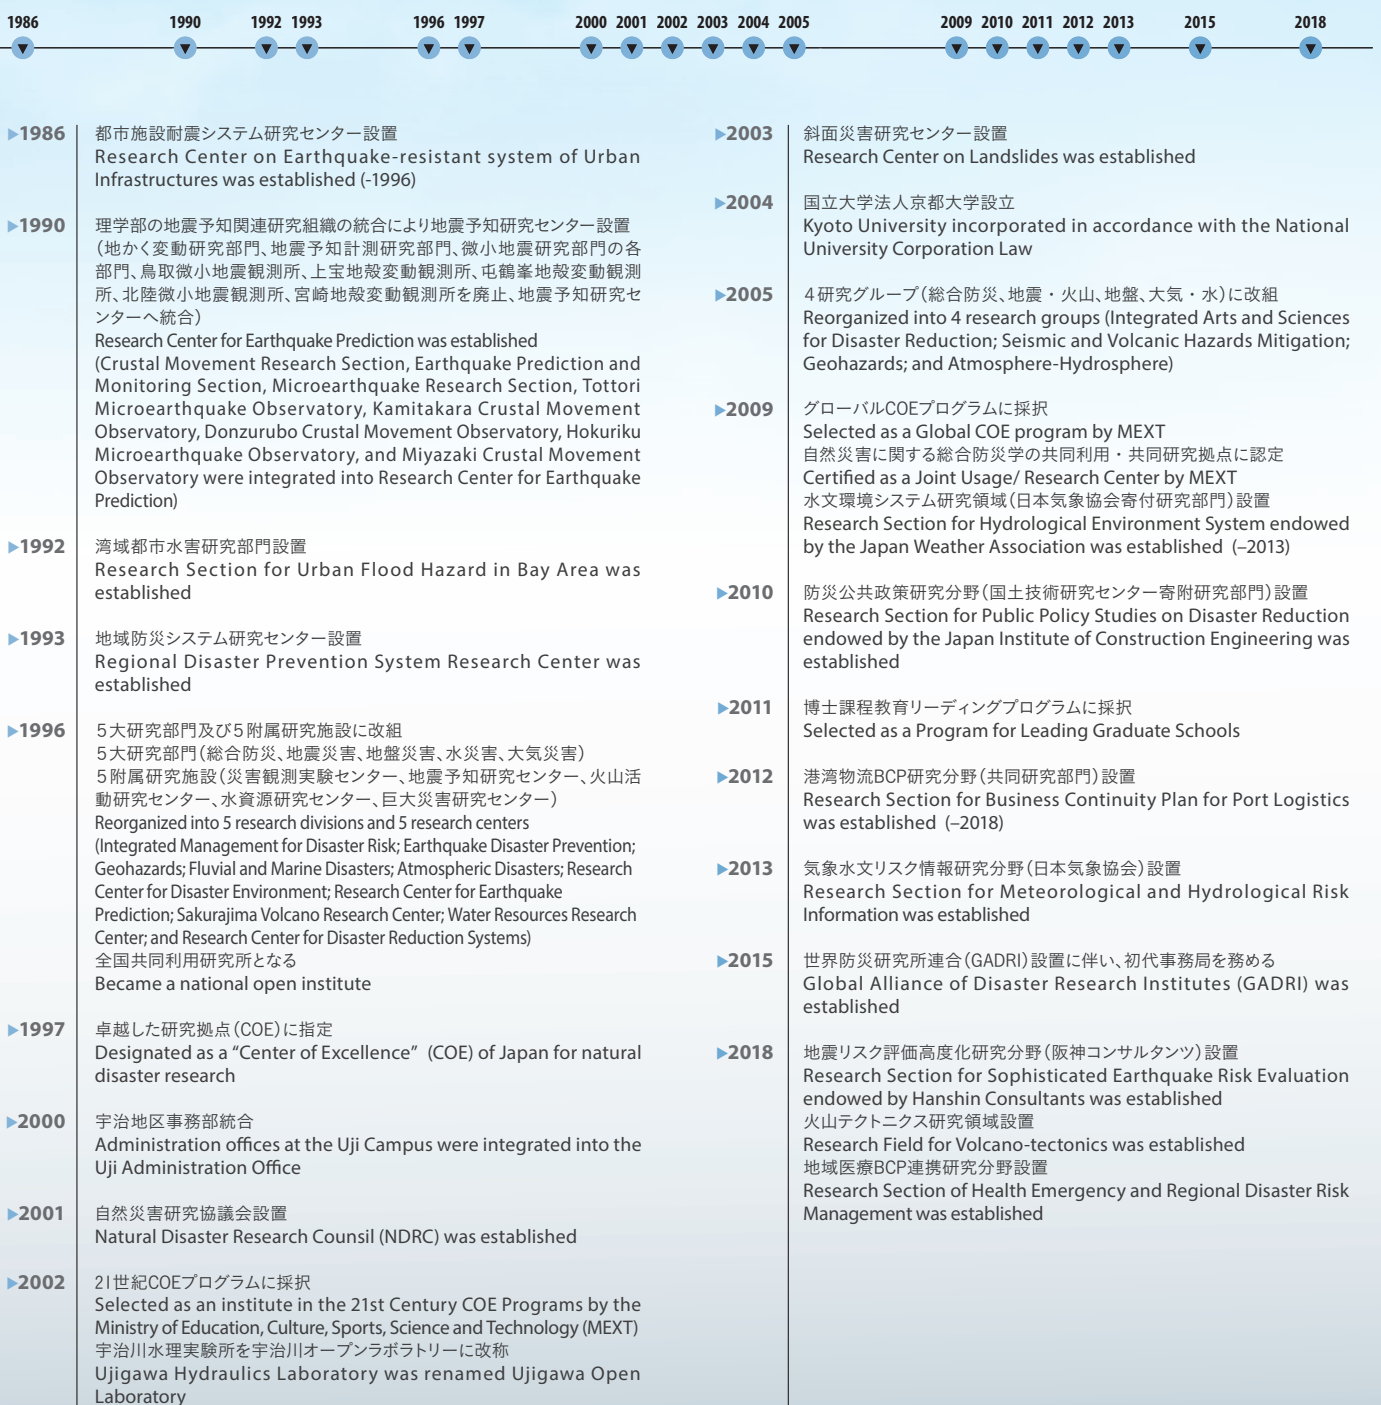 1986 1990 1992 1993 1996 1997 2000 2001 2002 2003 2004 2005 2009 2010 2011 2012 2013 2015 2018
▶1986
都市施設耐震システム研究センター設置
Research Center on Earthquake-resistant system of Urban
Infrastructures was established (-1996)
▶1990
理学部の地震予知関連研究組織の統合により地震予知研究センター設置
（地かく変動研究部門、地震予知計測研究部門、微小地震研究部門の各
部門、鳥取微小地震観測所、上宝地殻変動観測所、屯鶴峯地殻変動観測
所、北陸微小地震観測所、宮崎地殻変動観測所を廃止、地震予知研究セ
ンターへ統合）
Research Center for Earthquake Prediction was established
(Crustal Movement Research Section, Earthquake Prediction and
Monitoring Section, Microearthquake Research Section, Tottori
Microearthquake Observatory, Kamitakara Crustal Movement
Observatory, Donzurubo Crustal Movement Observatory, Hokuriku
Microearthquake Observatory, and Miyazaki Crustal Movement
Observatory were integrated into Research Center for Earthquake
Prediction)
▶1992
湾域都市水害研究部門設置
Research Section for Urban Flood Hazard in Bay Area was
established
▶1993
地域防災システム研究センター設置
Regional Disaster Prevention System Research Center was
established
▶1996
５大研究部門及び５附属研究施設に改組
５大研究部門（総合防災、地震災害、地盤災害、水災害、大気災害）
５附属研究施設（災害観測実験センター、地震予知研究センター、火山活
動研究センター、水資源研究センター、巨大災害研究センター）
Reorganized into 5 research divisions and 5 research centers
(Integrated Management for Disaster Risk; Earthquake Disaster Prevention;
Geohazards; Fluvial and Marine Disasters; Atmospheric Disasters; Research
Center for Disaster Environment; Research Center for Earthquake
Prediction; Sakurajima Volcano Research Center; Water Resources Research
Center; and Research Center for Disaster Reduction Systems)
全国共同利用研究所となる
Became a national open institute
▶1997
卓越した研究拠点（COE）に指定
Designated as a “Center of Excellence” (COE) of Japan for natural
disaster research
▶2000
宇治地区事務部統合
Administration offices at the Uji Campus were integrated into the
Uji Administration Office
▶2001
自然災害研究協議会設置
Natural Disaster Research Counsil (NDRC) was established
▶2002
21世紀COEプログラムに採択
Selected as an institute in the 21st Century COE Programs by the
Ministry of Education, Culture, Sports, Science and Technology (MEXT)
宇治川水理実験所を宇治川オープンラボラトリーに改称
Ujigawa Hydraulics Laboratory was renamed Ujigawa Open
Laboratory
▶2003
斜面災害研究センター設置
Research Center on Landslides was established
▶2004
国立大学法人京都大学設立
Kyoto University incorporated in accordance with the National
University Corporation Law
▶2005
４研究グループ（総合防災、地震・火山、地盤、大気・水）に改組
Reorganized into 4 research groups (Integrated Arts and Sciences
for Disaster Reduction; Seismic and Volcanic Hazards Mitigation;
Geohazards; and Atmosphere-Hydrosphere)
▶2009
グローバルCOEプログラムに採択
Selected as a Global COE program by MEXT
自然災害に関する総合防災学の共同利用・共同研究拠点に認定
Certified as a Joint Usage/ Research Center by MEXT
水文環境システム研究領域（日本気象協会寄付研究部門）設置
Research Section for Hydrological Environment System endowed
by the Japan Weather Association was established (–2013)
▶2010
防災公共政策研究分野（国土技術研究センター寄附研究部門）設置
Research Section for Public Policy Studies on Disaster Reduction
endowed by the Japan Institute of Construction Engineering was
established
▶2011
博士課程教育リーディングプログラムに採択
Selected as a Program for Leading Graduate Schools
▶2012
港湾物流BCP研究分野（共同研究部門）設置
Research Section for Business Continuity Plan for Port Logistics
was established (–2018)
▶2013
気象水文リスク情報研究分野（日本気象協会）設置
Research Section for Meteorological and Hydrological Risk
Information was established
▶2015
世界防災研究所連合（GADRI）設置に伴い、初代事務局を務める
Global Alliance of Disaster Research Institutes (GADRI) was
established
▶2018
地震リスク評価高度化研究分野（阪神コンサルタンツ）設置
Research Section for Sophisticated Earthquake Risk Evaluation
endowed by Hanshin Consultants was established
火山テクトニクス研究領域設置
Research Field for Volcano-tectonics was established
地域医療BCP連携研究分野設置
Research Section of Health Emergency and Regional Disaster Risk
Management was established